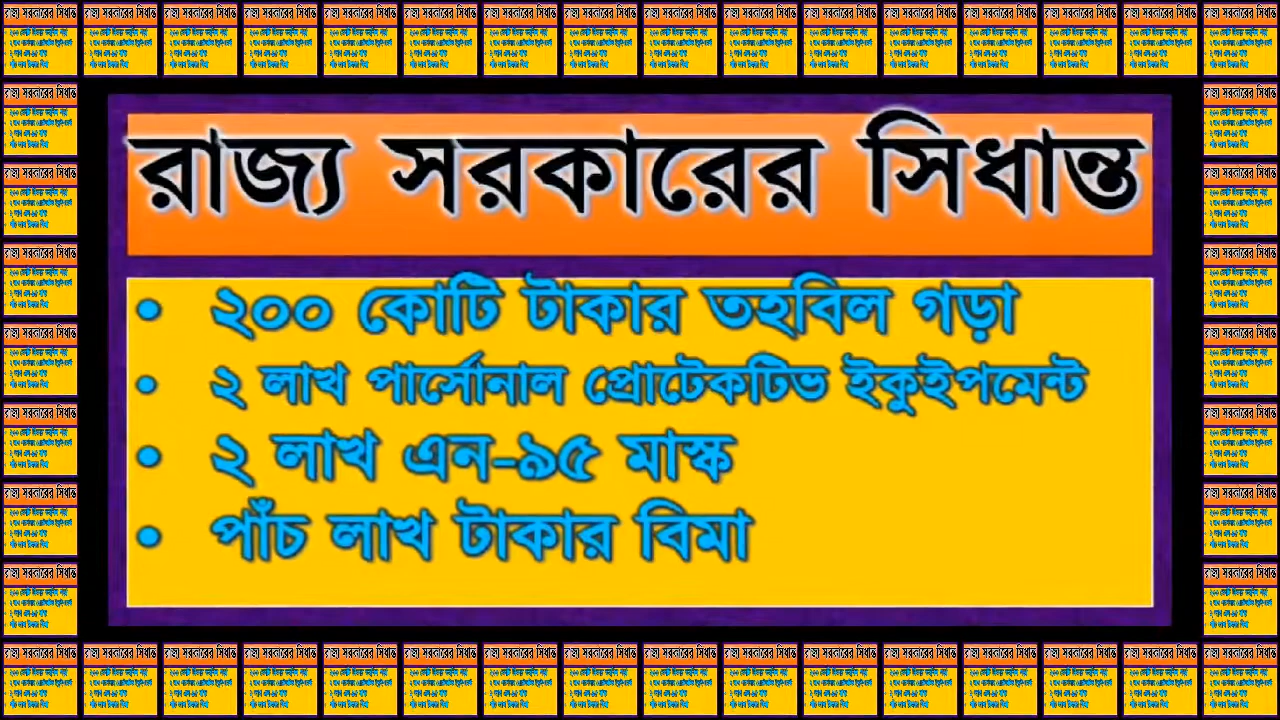 রাজ্য সরকারের সিধান্ত
• ২০০ কোটি টাকার তহবিল গড়া
• ২ লাখ পার্সোনাল প্রোটেকটিভ ইকুইপমেন্ট
• ২ লাখ এন-৯৫ মাস্ক
• পাঁচ লাখ টাকার বিমা